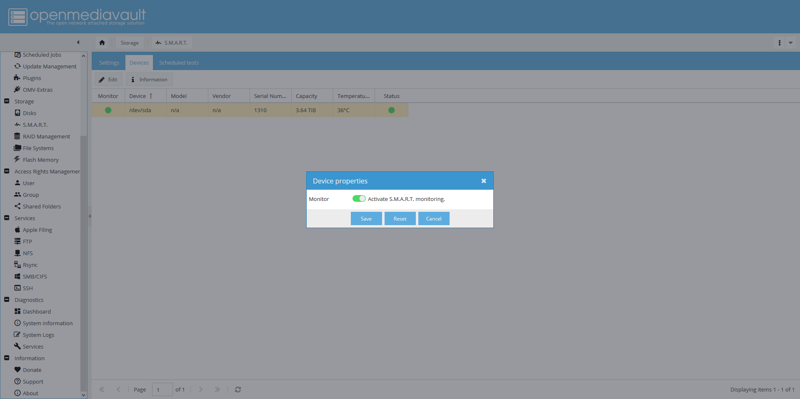 openmediavault
The open network attached storage solution
Storage
S.M.A.R.T.
Settings
Devices
Scheduled tests
Edit
Information
Monitor
Device
Model
Vendor
Serial Num...
Capacity
Temperatu...
Status
/dev/sda
n/a
n/a
1310
3.64 TiB
36°C
Scheduled Jobs
Update Management
Plugins
OMV-Extras
Storage
Disks
S.M.A.R.T.
RAID Management
File Systems
Flash Memory
Access Rights Managemer
User
Group
Shared Folders
Services
Apple Filing
FTP
NFS
Rsync
SMB/CIFS
SSH
Diagnostics
Dashboard
System Information
System Logs
Services
Information
Donate
Support
About
Device properties
Monitor
Activate S.M.A.R.T. monitoring.
Save
Reset
Cancel
Page
1
of 1
Displaying items 1 - 1 of 1